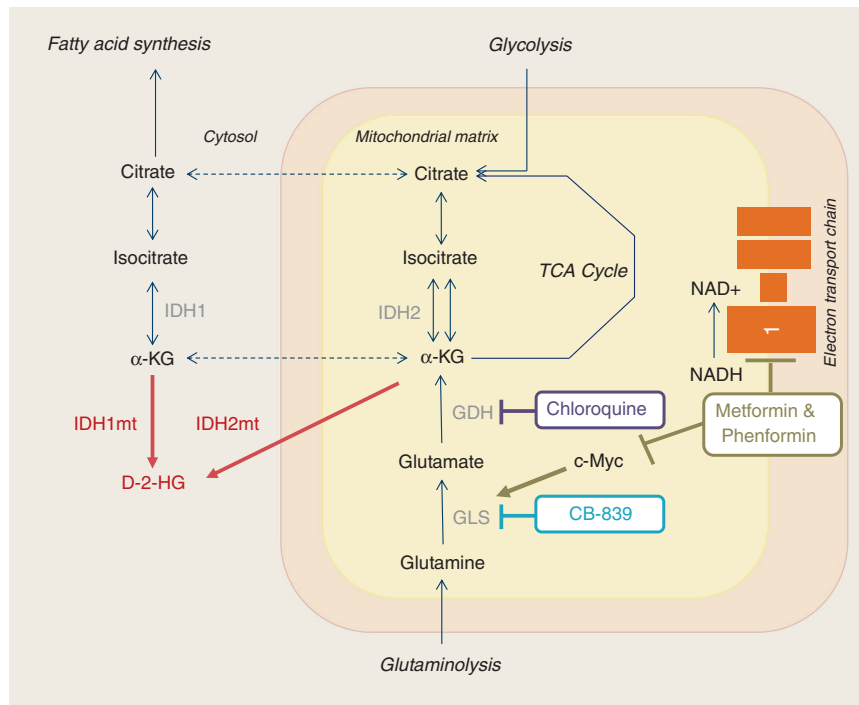 Fatty acid synthesis
Glycolysis
Cytosol
Mitochondrial matrix
Citrate
Citrate
Isocitrate
Isocitrate
TCA Cycle
IDH1
IDH2
NAD+
1
Electron transport chain
α-KG
α-KG
NADH
IDH1mt
IDH2mt
GDH
Chloroquine
Metformin &
Phenformin
D-2-HG
Glutamate
c-Myc
GLS
CB-839
Glutamine
Glutaminolysis